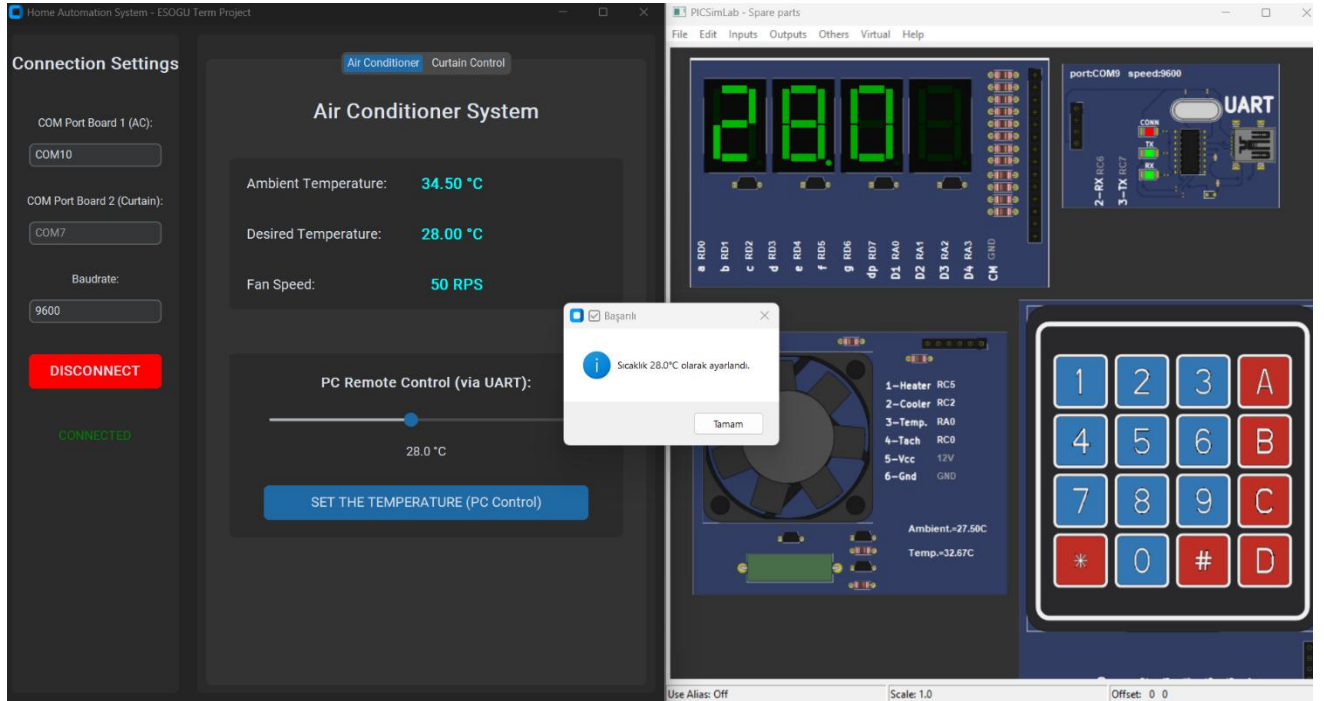 Home Automation System - ESOGU Term Project
Connection Settings
COM Port Board 1 (AC):
COM10
COM Port Board 2 (Curtain):
COM7
Baudrate:
9600
DISCONNECT
CONNECTED
Air Conditioner Curtain Control
Air Conditioner System
Ambient Temperature: 34.50 °C
Desired Temperature: 28.00 °C
Fan Speed: 50 RPS
PC Remote Control (via UART):
28.0 °C
SET THE TEMPERATURE (PC Control)
Başarılı
Sıcaklık 28.0°C olarak ayarlandı.
Tamam
PICSimLab - Spare parts
File Edit Inputs Outputs Others Virtual Help
28.0
a RD0
b RD1
c RD2
d RD3
e RD4
f RD5
g RD6
dp RD7
D1 RA0
D2 RA1
D3 RA2
D4 RA3
CM GND
port:COM9 speed:9600
UART
CONN
TX
RX
2-RX RC6
3-TX RC7
1-Heater RC5
2-Cooler RC2
3-Temp. RA0
4-Tach RC0
5-Vcc 12V
6-Gnd GND
Ambient.=27.50C
Temp.=32.67C
1 2 3 A
4 5 6 B
7 8 9 C
* 0 # D
Use Alias: Off
Scale: 1.0
Offset: 0 0